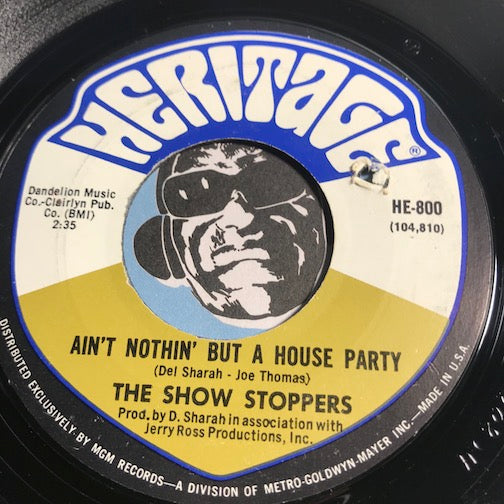 HERITAGE®
Dandelion Music
Co.-Clairlyn Pub.
Co. (BMI)
2:35
HE-800
(104,810)
AIN'T NOTHIN' BUT A HOUSE PARTY
(Del Sharah - Joe Thomas)
THE SHOW STOPPERS
Prod. by D. Sharah in association with
Jerry Ross Productions, Inc.
DISTRIBUTED EXCLUSIVELY BY MGM RECORDS—A DIVISION OF METRO-GOLDWYN-MAYER INC.—MADE IN U.S.A.